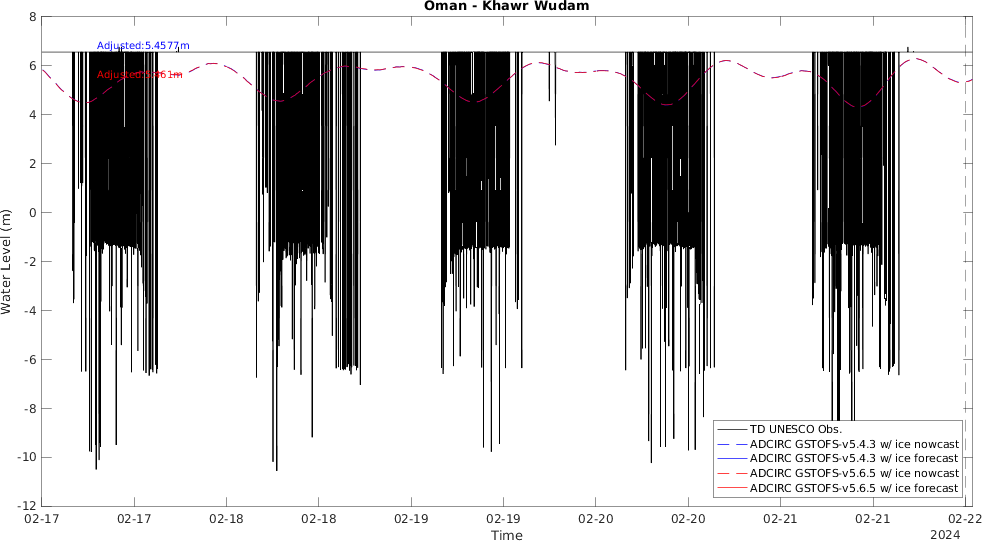 Oman - Khawr Wudam
8
6
4
2
0
-2
-4
-6
-8
-10
-12
Water Level (m)
Adjusted:5.4577m
TD UNESCO Obs.
ADCIRC GSTOFS-v5.4.3 w/ ice nowcast
ADCIRC GSTOFS-v5.4.3 w/ ice forecast
ADCIRC GSTOFS-v5.6.5 w/ ice nowcast
ADCIRC GSTOFS-v5.6.5 w/ ice forecast
02-17 02-17 02-18 02-18 02-19 02-19 02-20 02-20 02-21 02-21 02-22
Time
2024